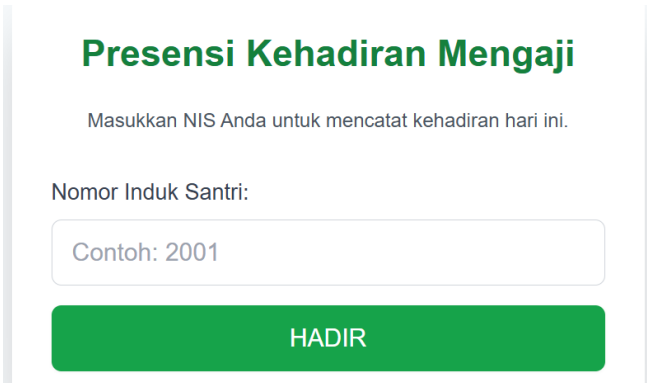 Presensi Kehadiran Mengaji
Masukkan NIS Anda untuk mencatat kehadiran hari ini.
Nomor Induk Santri:
Contoh: 2001
HADIR